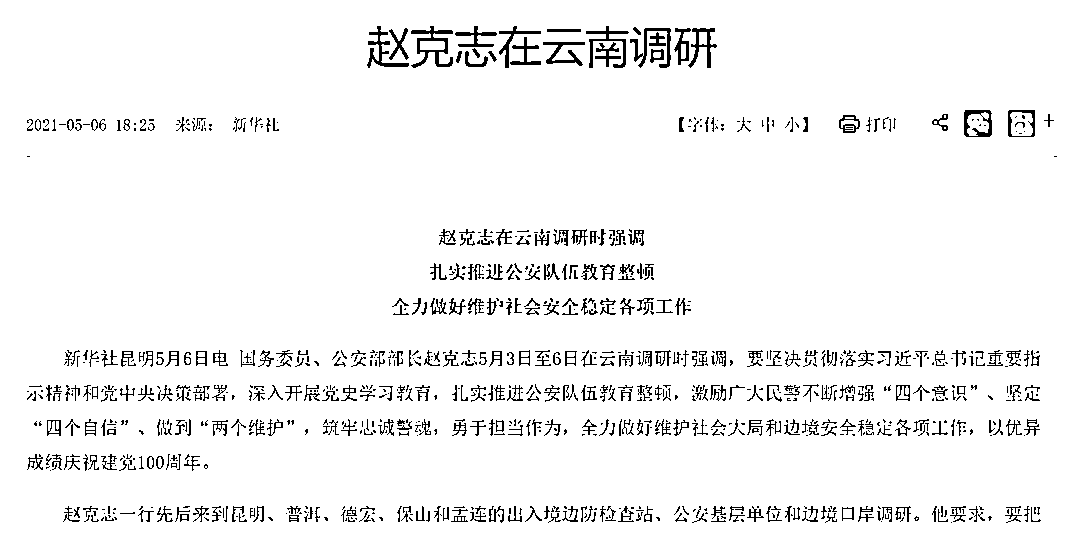 赵克志在云南调研
2021-05-06 18:25 来源： 新华社 【字体：大 中 小】 打印 +
赵克志在云南调研时强调
扎实推进公安队伍教育整顿
全力做好维护社会安全稳定各项工作
新华社昆明5月6日电 国务委员、公安部部长赵克志5月3日至6日在云南调研时强调，要坚决贯彻落实习近平总书记重要指
示精神和党中央决策部署，深入开展党史学习教育，扎实推进公安队伍教育整顿，激励广大民警不断增强“四个意识”、坚定
“四个自信”、做到“两个维护”，筑牢忠诚警魂，勇于担当作为，全力做好维护社会大局和边境安全稳定各项工作，以优异
成绩庆祝建党100周年。
赵克志一行先后来到昆明、普洱、德宏、保山和孟连的出入境边防检查站、公安基层单位和边境口岸调研。他要求，要把